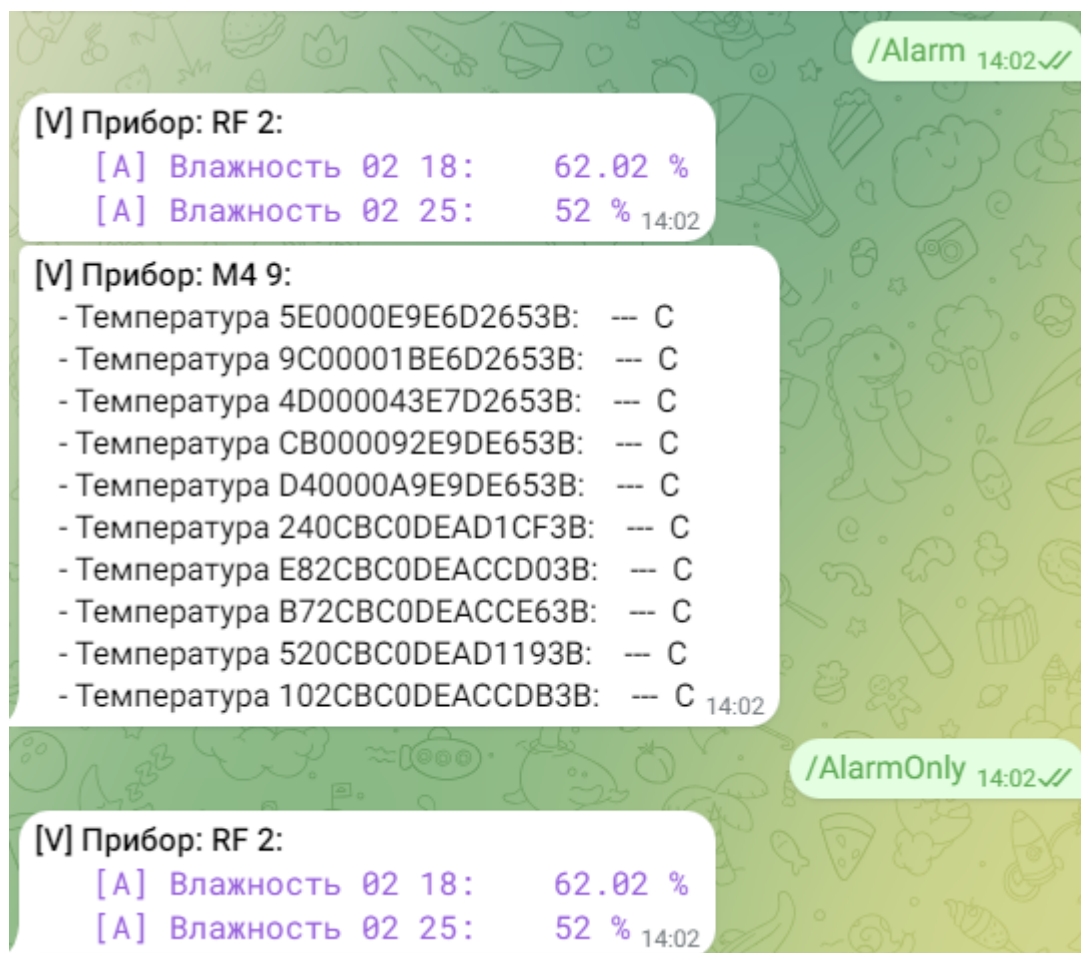 /Alarm 14:02
[V] Прибор: RF 2:
[A] Влажность 02 18: 62.02 %
[A] Влажность 02 25: 52 % 14:02
[V] Прибор: M4 9:
- Температура 5E0000E9E6D2653B: --- C
- Температура 9C00001BE6D2653B: --- C
- Температура 4D000043E7D2653B: --- C
- Температура CB000092E9DE653B: --- C
- Температура D40000A9E9DE653B: --- C
- Температура 240CBC0DEAD1CF3B: --- C
- Температура E82CBC0DEACCD03B: --- C
- Температура B72CBC0DEACCE63B: --- C
- Температура 520CBC0DEAD1193B: --- C
- Температура 102CBC0DEACCDB3B: --- C 14:02
/AlarmOnly 14:02
[V] Прибор: RF 2:
[A] Влажность 02 18: 62.02 %
[A] Влажность 02 25: 52 % 14:02